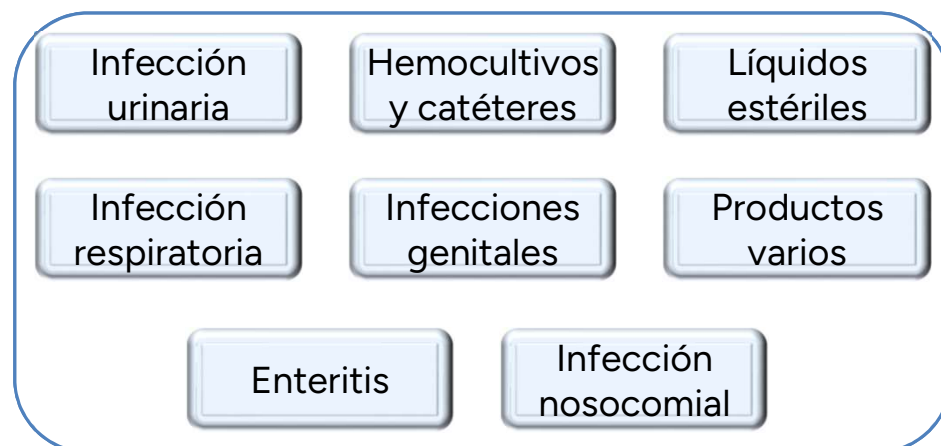 Infección
urinaria
Hemocultivos
y catéteres
Líquidos
estériles
Infección
respiratoria
Infecciones
genitales
Productos
varios
Enteritis
Infección
nosocomial